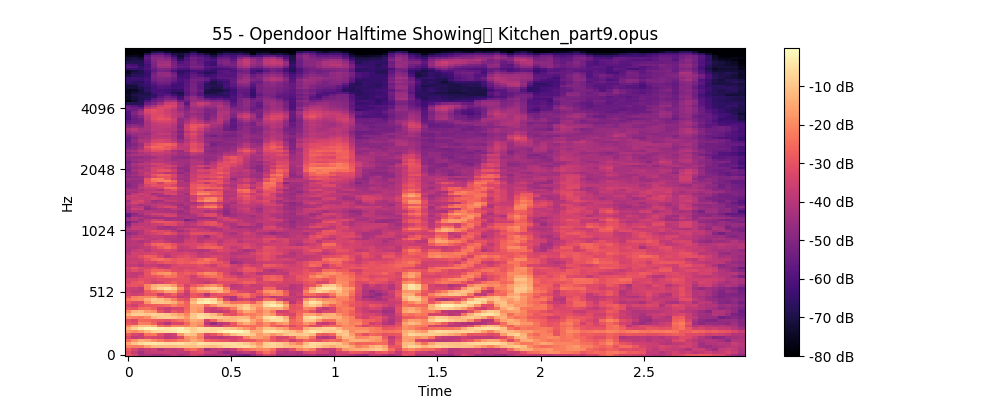 55 - Opendoor Halftime Showing▯ Kitchen_part9.opus
Hz
4096
2048
1024
512
0
0 0.5 1 1.5 2 2.5
Time
-10 dB
-20 dB
-30 dB
-40 dB
-50 dB
-60 dB
-70 dB
-80 dB